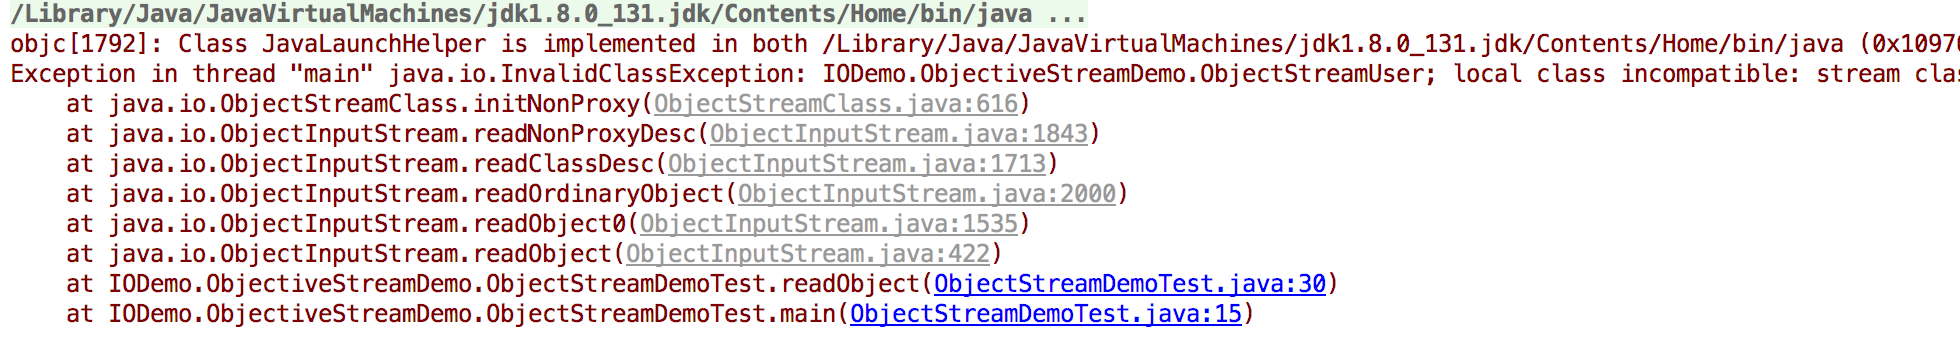 /Library/Java/JavaVirtualMachines/jdk1.8.0_131.jdk/Contents/Home/bin/java ...
objc[1792]: Class JavaLaunchHelper is implemented in both /Library/Java/JavaVirtualMachines/jdk1.8.0_131.jdk/Contents/Home/bin/java (0x1097
Exception in thread "main" java.io.InvalidClassException: IODemo.ObjectiveStreamDemo.ObjectStreamUser; local class incompatible: stream clas
    at java.io.ObjectStreamClass.initNonProxy(ObjectStreamClass.java:616)
    at java.io.ObjectInputStream.readNonProxyDesc(ObjectInputStream.java:1843)
    at java.io.ObjectInputStream.readClassDesc(ObjectInputStream.java:1713)
    at java.io.ObjectInputStream.readOrdinaryObject(ObjectInputStream.java:2000)
    at java.io.ObjectInputStream.readObject0(ObjectInputStream.java:1535)
    at java.io.ObjectInputStream.readObject(ObjectInputStream.java:422)
    at IODemo.ObjectiveStreamDemo.ObjectStreamDemoTest.readObject(ObjectStreamDemoTest.java:30)
    at IODemo.ObjectiveStreamDemo.ObjectStreamDemoTest.main(ObjectStreamDemoTest.java:15)